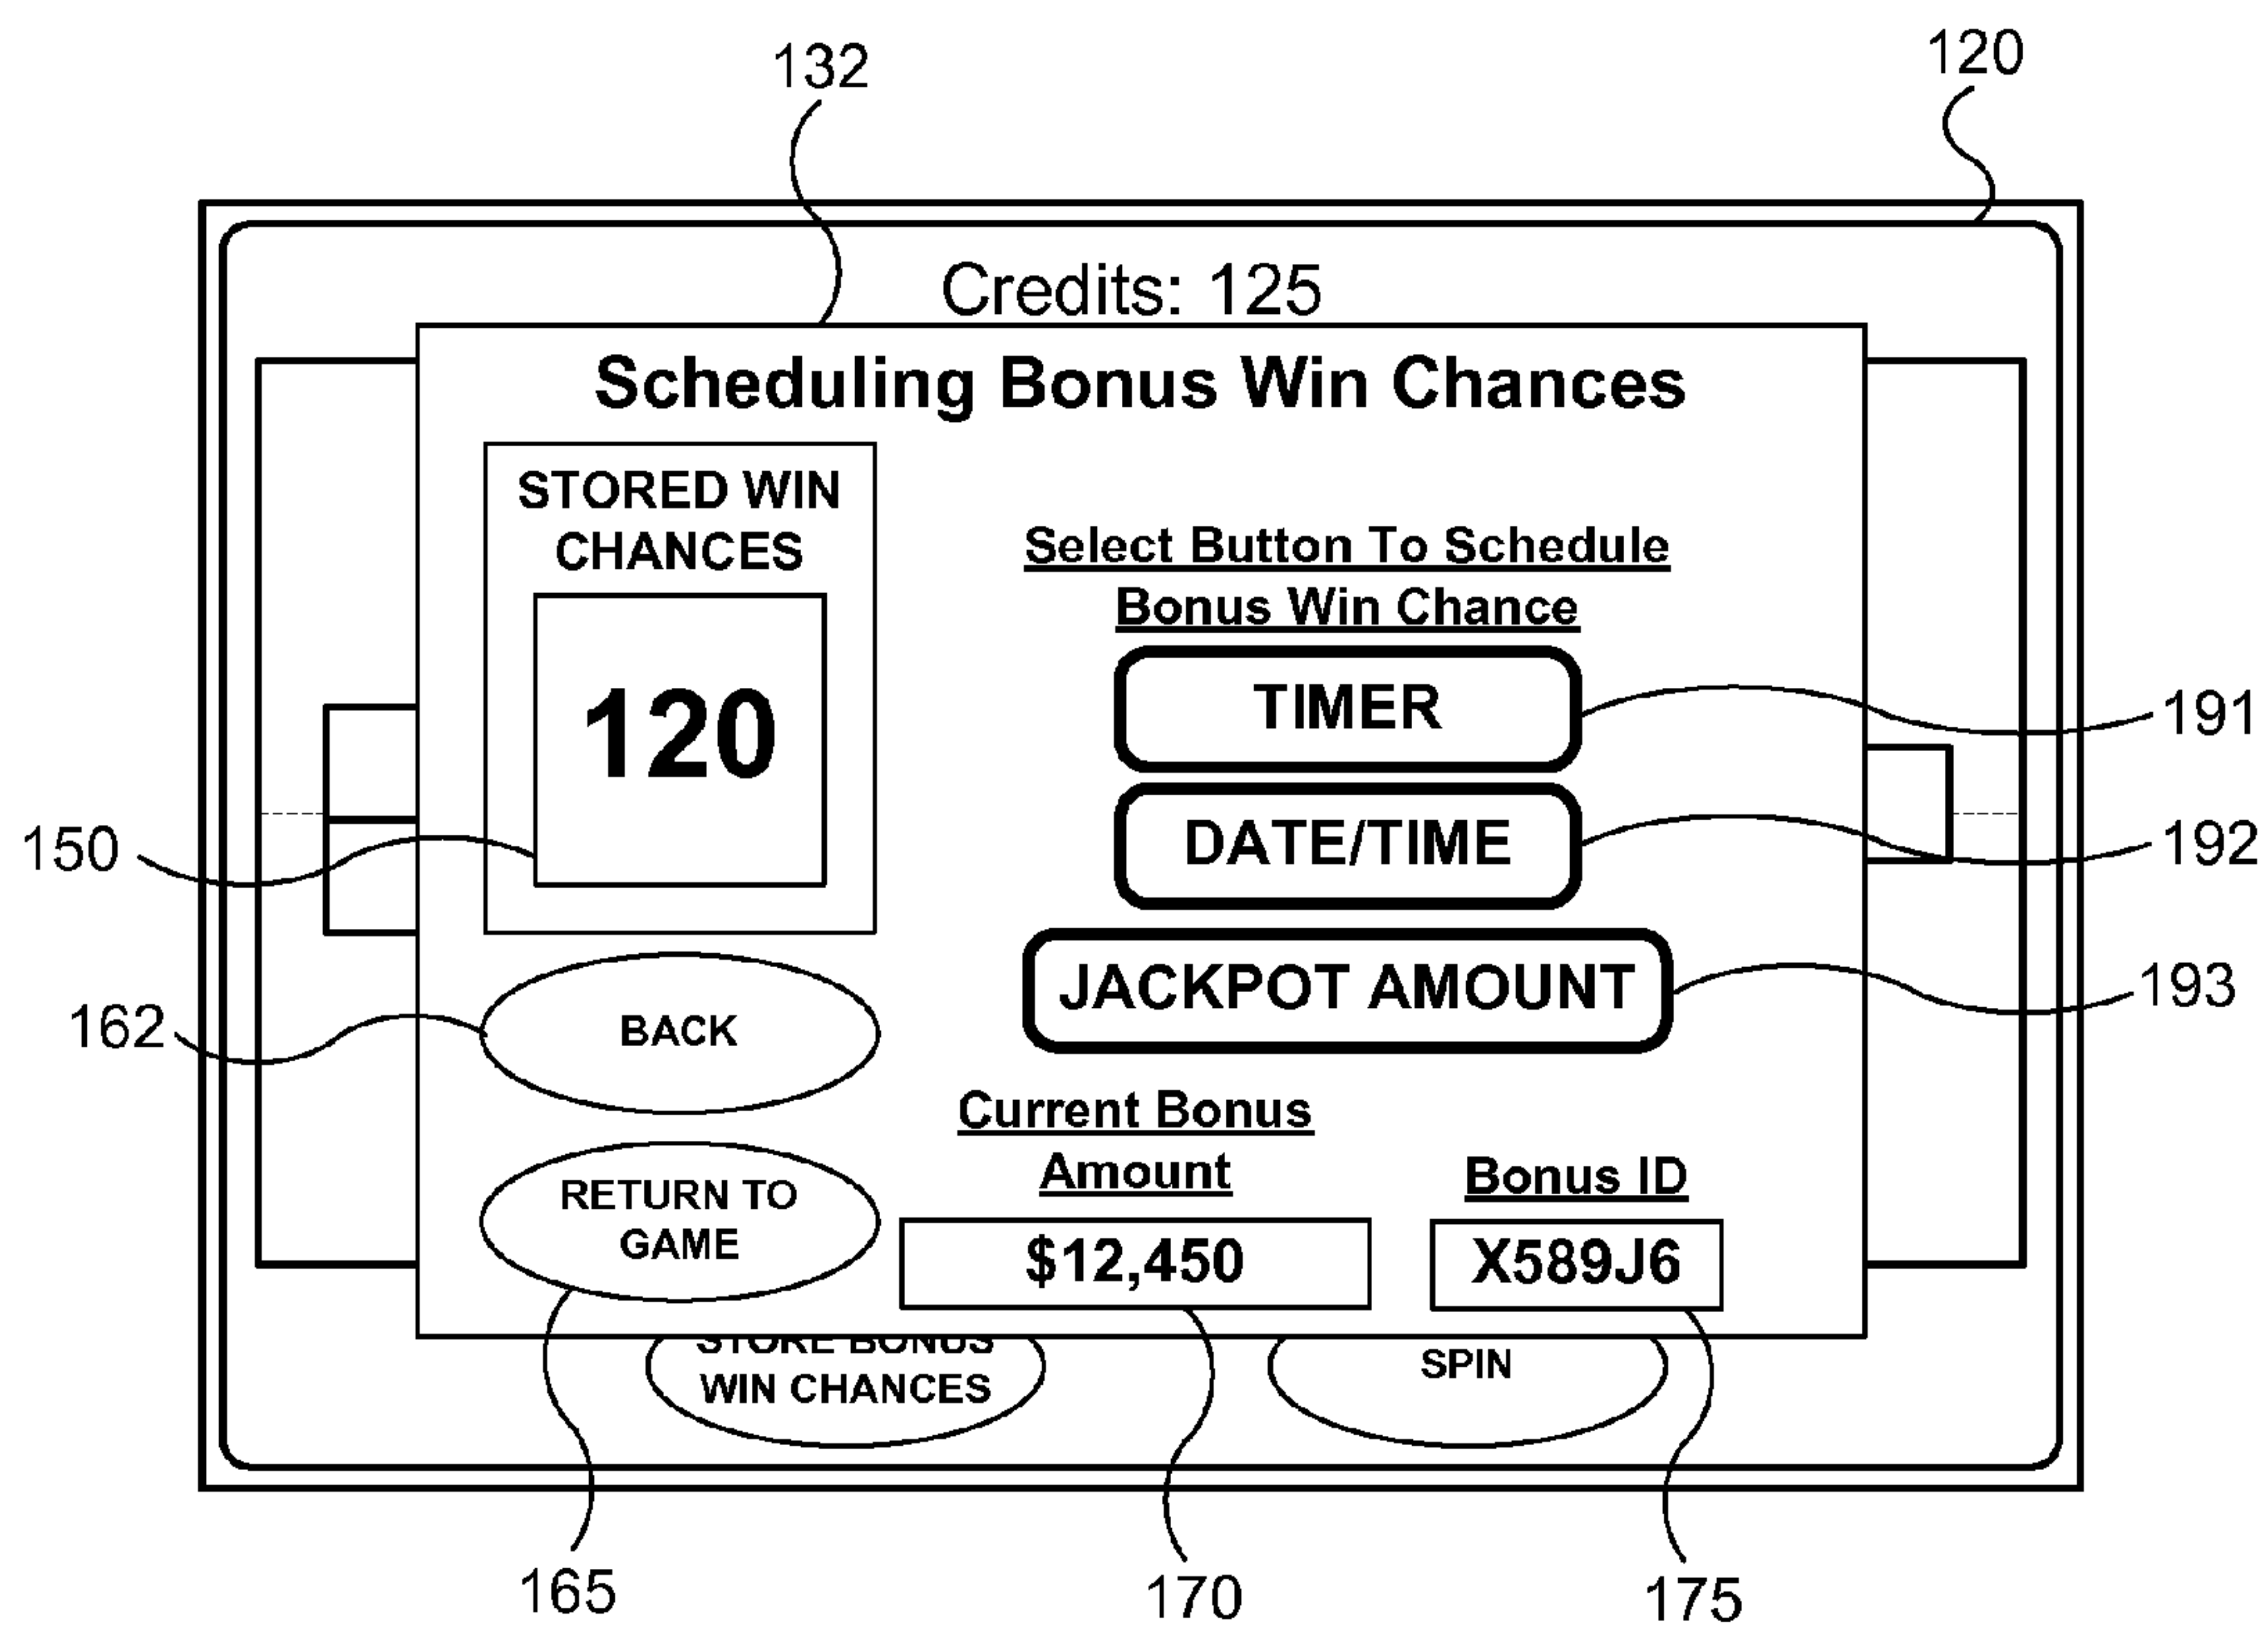 132
120
Credits: 125
Scheduling Bonus Win Chances
STORED WIN
CHANCES
120
Select Button To Schedule
Bonus Win Chance
TIMER
191
DATE/TIME
192
150
JACKPOT AMOUNT
193
162
BACK
RETURN TO
GAME
Current Bonus
Amount
$12,450
Bonus ID
X589J6
STORE BONUS
WIN CHANCES
SPIN
165
170
175